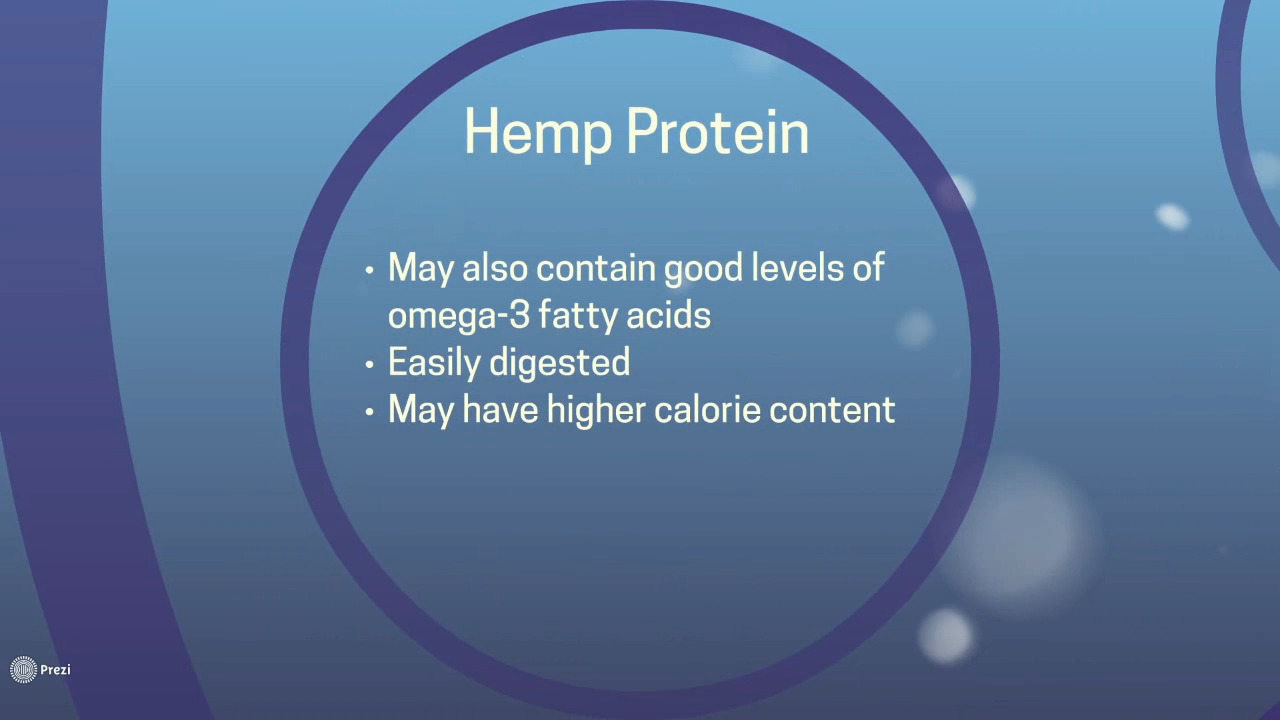 Hemp Protein
• May also contain good levels of
omega-3 fatty acids
• Easily digested
• May have higher calorie content
Prezi